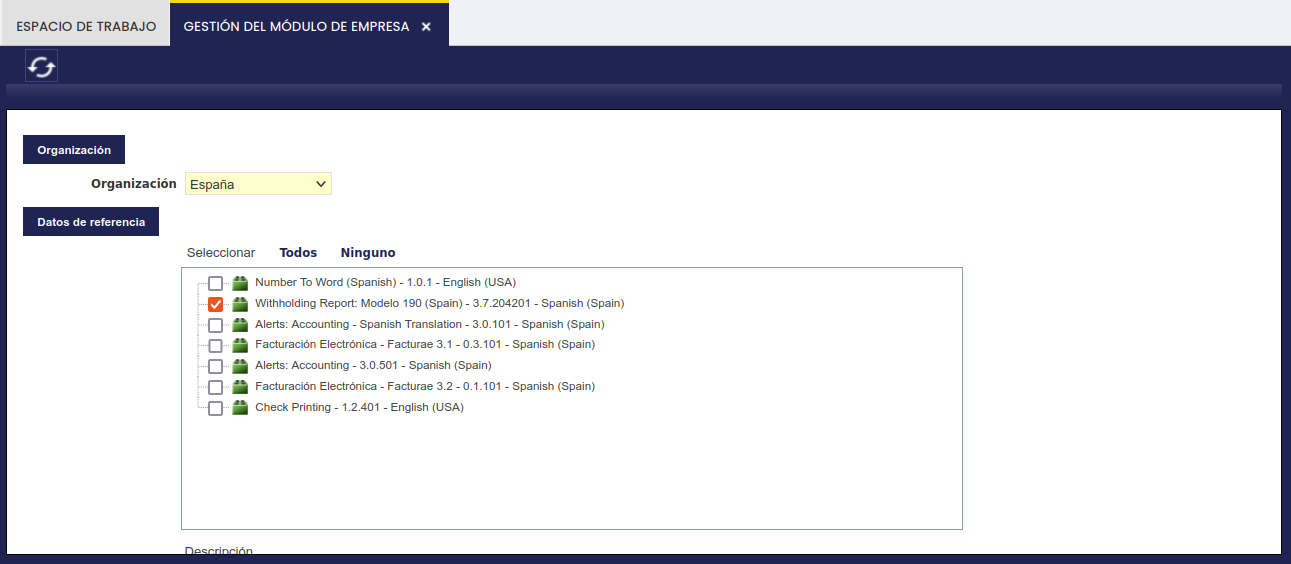 ESPACIO DE TRABAJO
GESTIÓN DEL MÓDULO DE EMPRESA
Organización
Organización España
Datos de referencia
Seleccionar Todos Ninguno
Number To Word (Spanish) - 1.0.1 - English (USA)
Withholding Report: Modelo 190 (Spain) - 3.7.204201 - Spanish (Spain)
Alerts: Accounting - Spanish Translation - 3.0.101 - Spanish (Spain)
Facturación Electrónica - Facturae 3.1 - 0.3.101 - Spanish (Spain)
Alerts: Accounting - 3.0.501 - Spanish (Spain)
Facturación Electrónica - Facturae 3.2 - 0.1.101 - Spanish (Spain)
Check Printing - 1.2.401 - English (USA)
Descripción